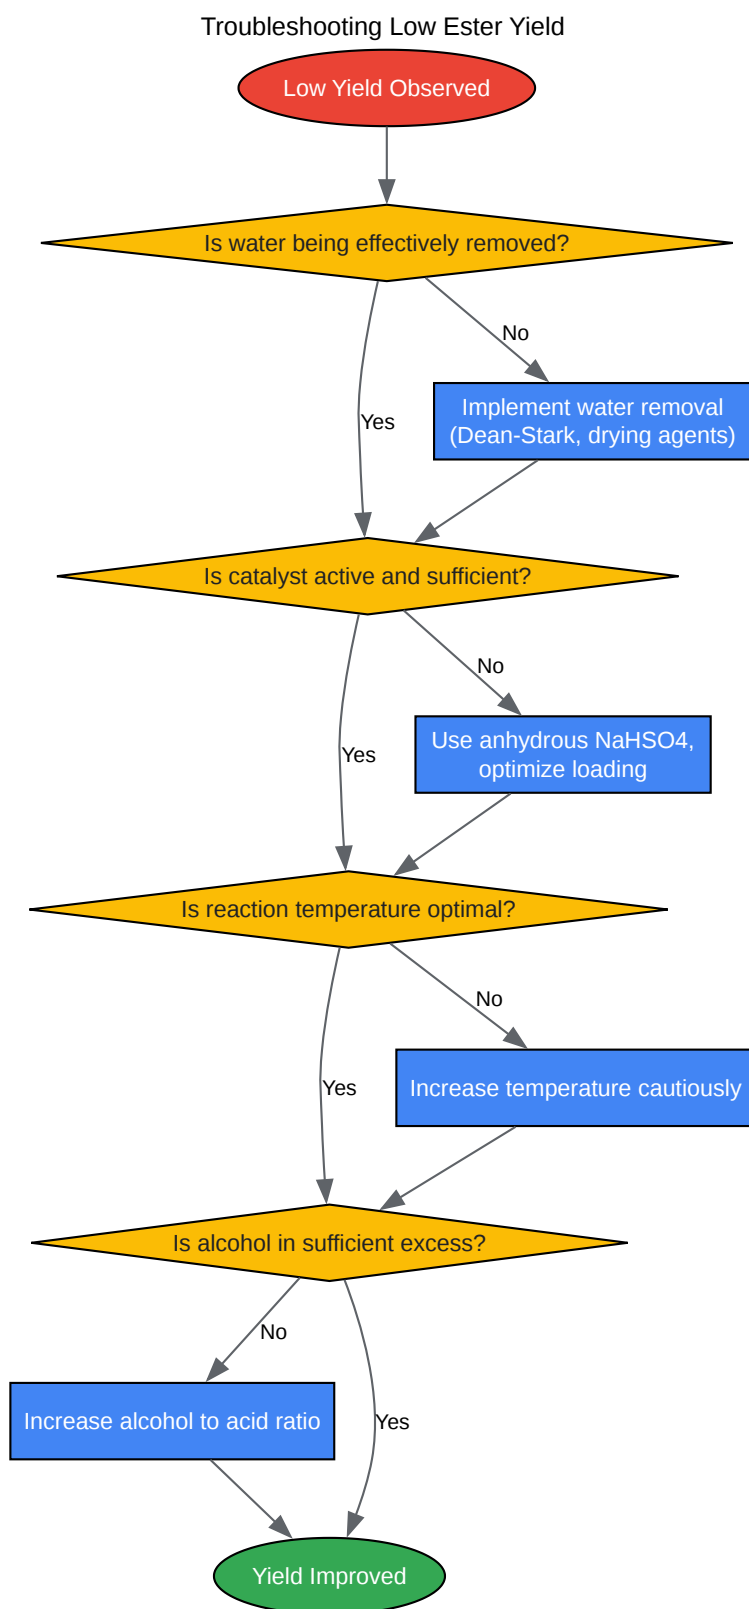 Troubleshooting Low Ester Yield
Low Yield Observed
Is water being effectively removed?
No
Implement water removal
(Dean-Stark, drying agents)
Yes
Is catalyst active and sufficient?
No
Use anhydrous NaHSO4,
optimize loading
Yes
Is reaction temperature optimal?
No
Increase temperature cautiously
Yes
Is alcohol in sufficient excess?
No
Increase alcohol to acid ratio
Yes
Yield Improved